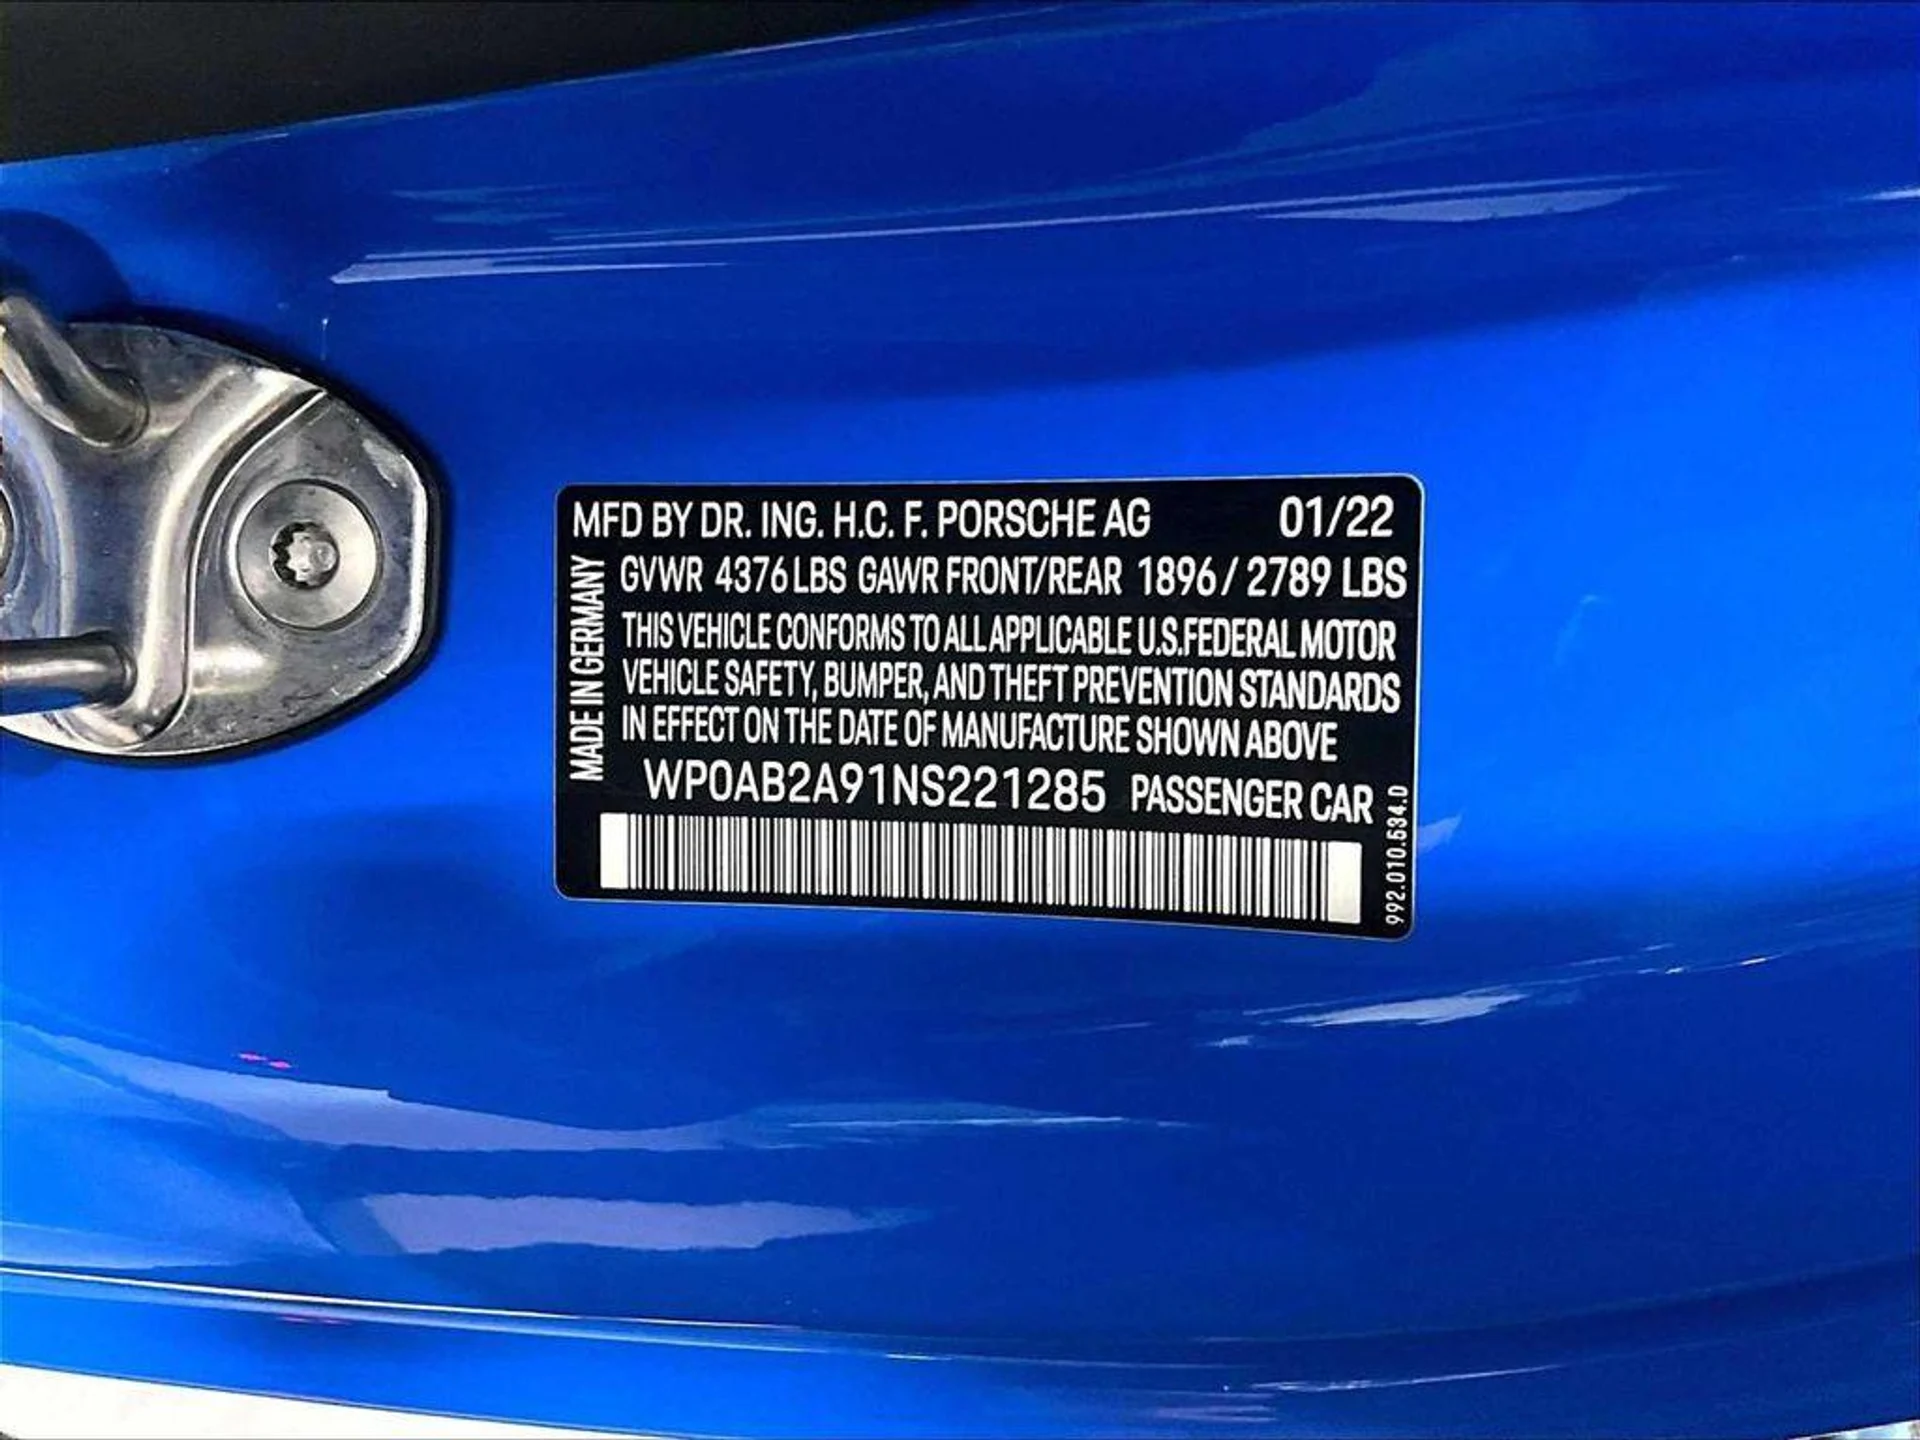 MFD BY DR. ING. H.C. F. PORSCHE AG 01/22
MADE IN GERMANY
GVWR 4376 LBS GAWR FRONT/REAR 1896 / 2789 LBS
THIS VEHICLE CONFORMS TO ALL APPLICABLE U.S.FEDERAL MOTOR
VEHICLE SAFETY, BUMPER, AND THEFT PREVENTION STANDARDS
IN EFFECT ON THE DATE OF MANUFACTURE SHOWN ABOVE
WP0AB2A91NS221285 PASSENGER CAR
992.010.534.0